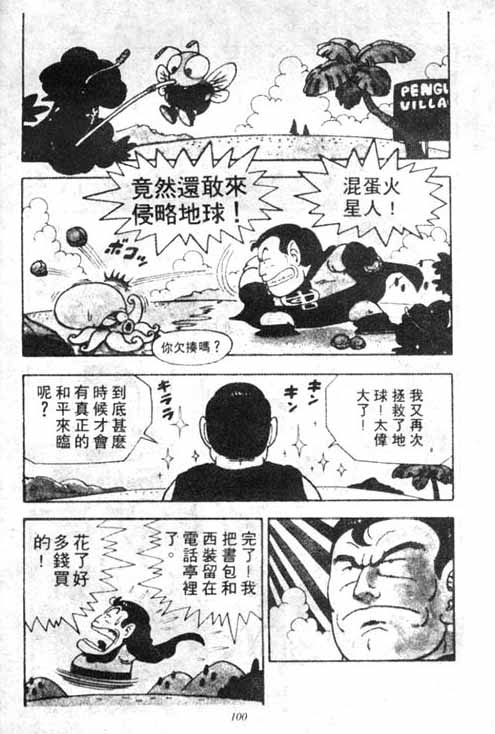 PENGU
VILLA
混蛋火
星人！
竟然還敢來
侵略地球！
ボコッ
你欠揍嗎？
我又再次
拯救了地
球！太偉
大了！
キン
キン
キラ
キララ
到底甚麼
時候才會
有真正的
和平來臨
呢？
完了！我
把書包和
西裝留在
電話亭裡
了。
花了好
多錢買
的！
100